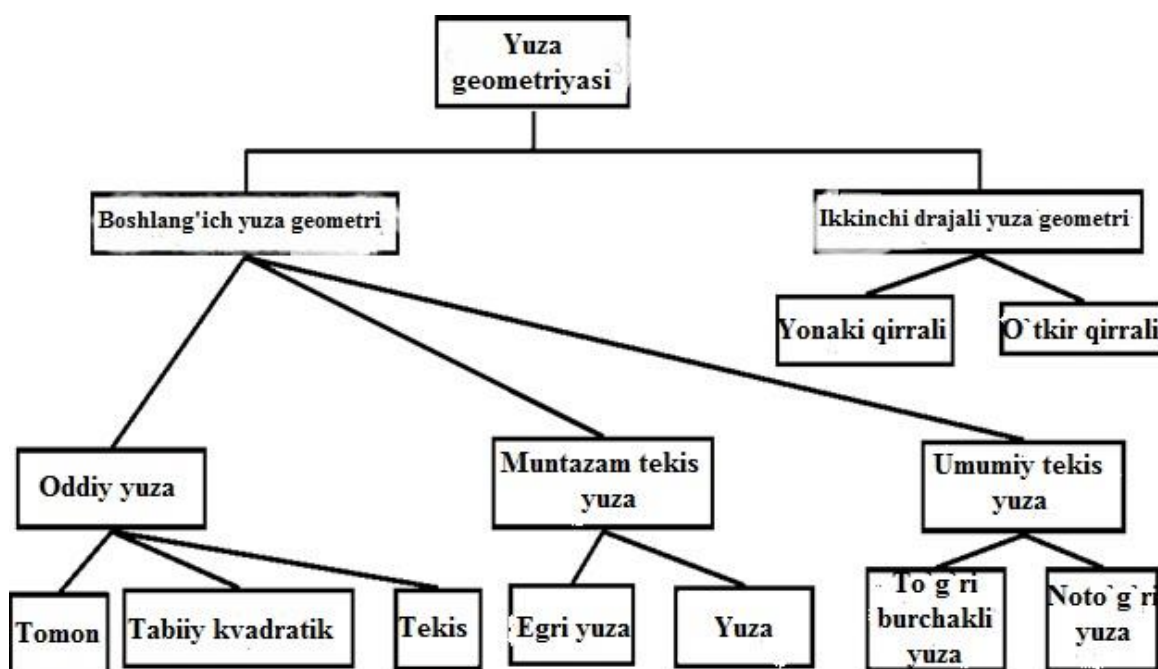 Yuza
geometriyasi
Boshlang'ich yuza geometri
Ikkinchi drajali yuza geometri
Yonaki qirrali
O`tkir qirrali
Oddiy yuza
Muntazam tekis
yuza
Umumiy tekis
yuza
Tomon
Tabiiy kvadratik
Tekis
Egri yuza
Yuza
To`g`ri
burchakli
yuza
Noto`g`ri
yuza